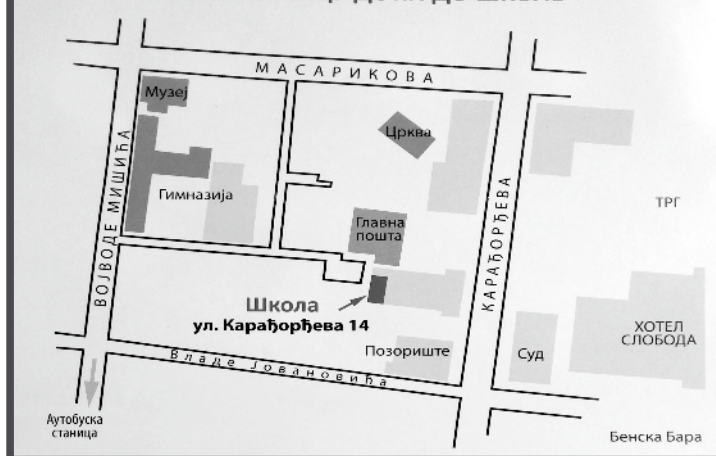 МАСАРИКОВА
Музеј
Црква
ВОЈВОДЕ МИШИЋА
Гимназија
КАРАЂОРЂЕВА
ТРГ
Главна
пошта
Школа
ул. Карађорђева 14
Позориште
Суд
ХОТЕЛ
СЛОБОДА
Владе Јовановића
Аутобуска
станица
Бенска Бара